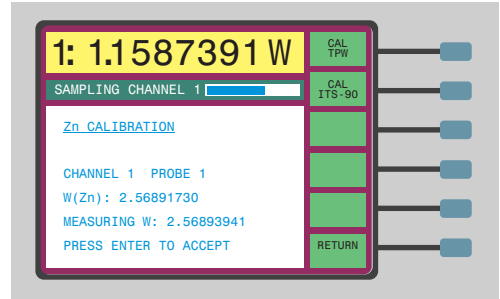 1: 1.1587391 W
SAMPLING CHANNEL 1
Zn CALIBRATION
CHANNEL 1 PROBE 1
W(Zn): 2.56891730
MEASURING W: 2.56893941
PRESS ENTER TO ACCEPT
CAL
TPW
CAL
ITS-90
RETURN